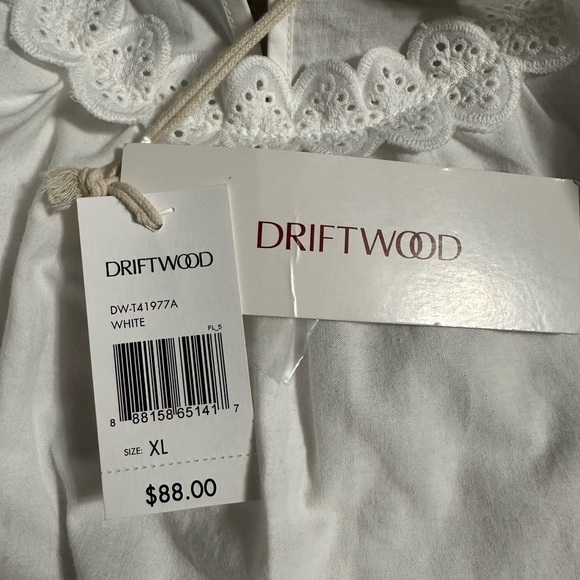 DRIFTWOOD
DRIFTWOOD
DW-T41977A
WHITE
FL_5
8 88158 65141 7
SIZE: XL
$88.00